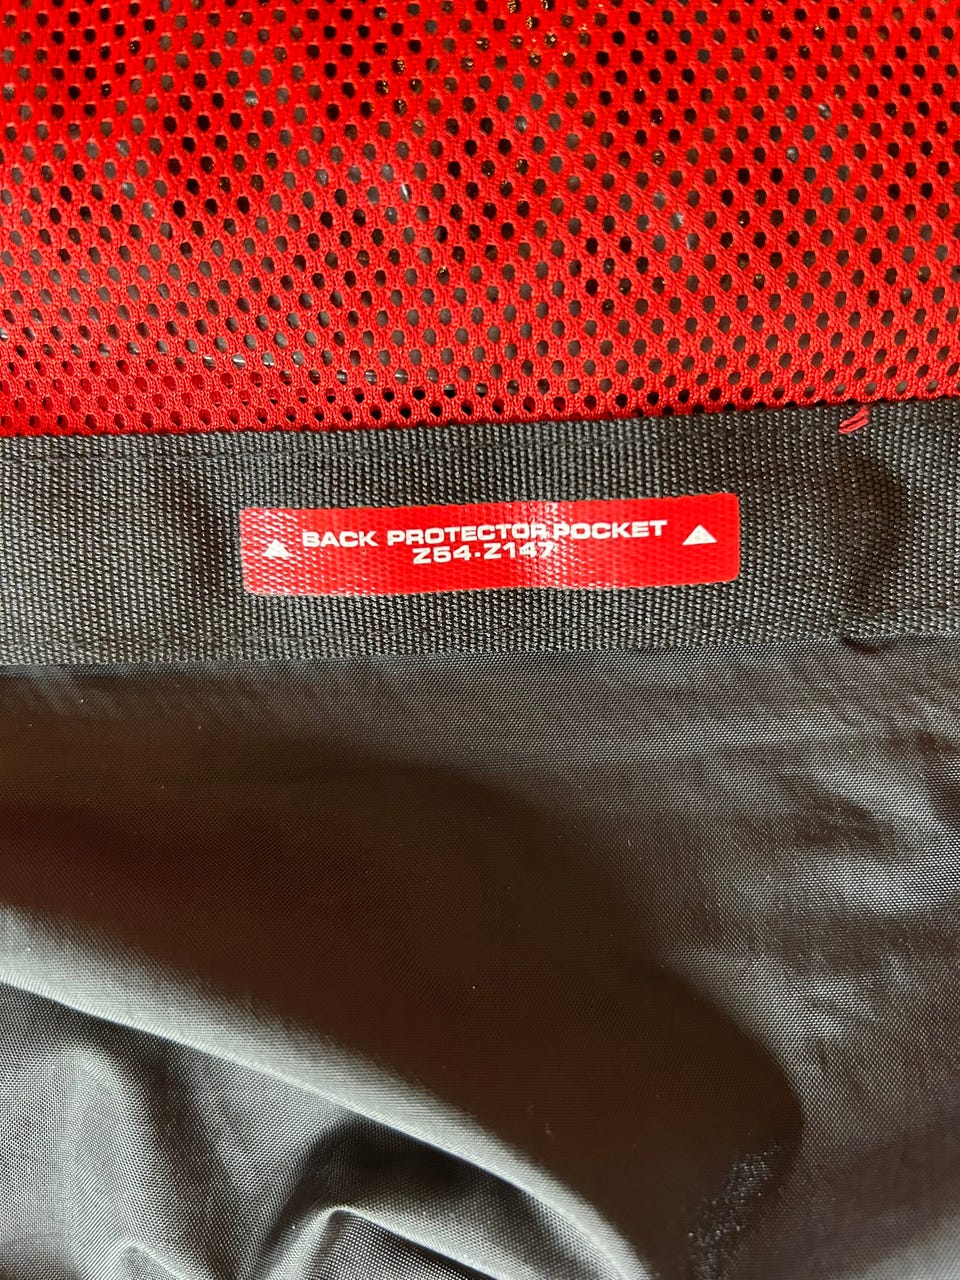 BACK PROTECTOR POCKET
Z54-Z147